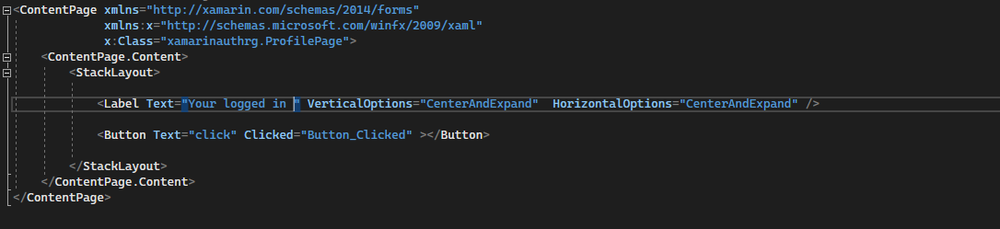 <ContentPage xmlns="http://xamarin.com/schemas/2014/forms"
xmlns:x="http://schemas.microsoft.com/winfx/2009/xaml"
x:Class="xamarinauthrg.ProfilePage">
<ContentPage.Content>
<StackLayout>
<Label Text="Your logged in " VerticalOptions="CenterAndExpand"  HorizontalOptions="CenterAndExpand" />
<Button Text="click" Clicked="Button_Clicked" ></Button>
</StackLayout>
</ContentPage.Content>
</ContentPage>